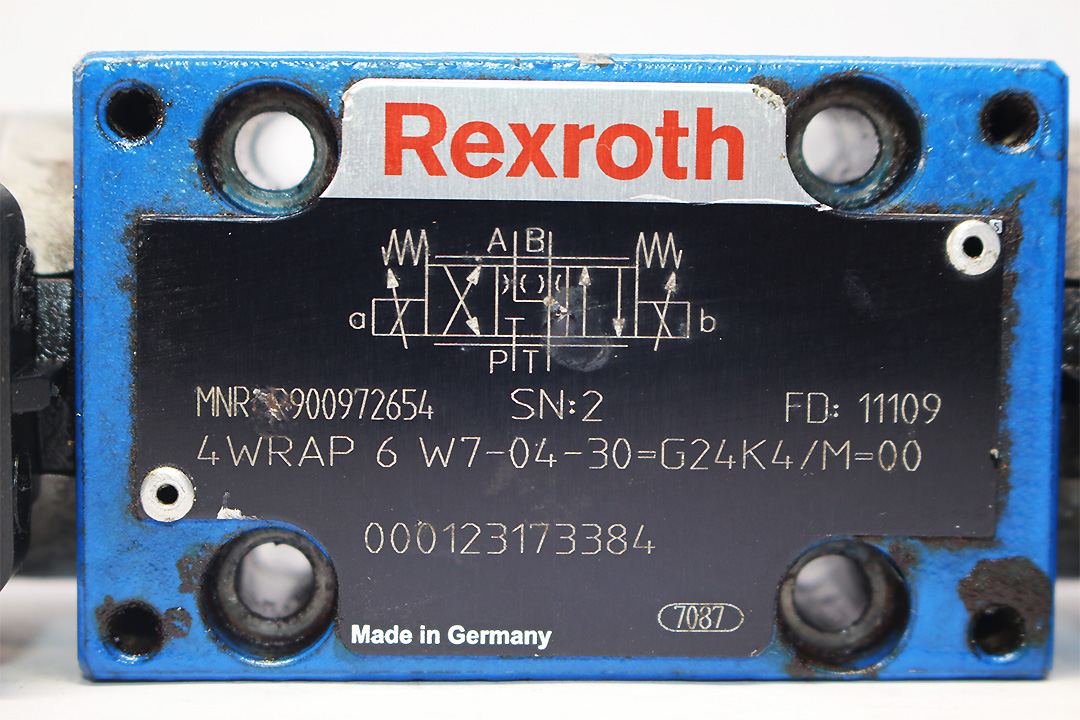 Rexroth
A B
a b
P T
MNR: R900972654 SN:2 FD: 11109
4WRAP 6 W7-04-30=G24K4/M=00
000123173384
7087
Made in Germany